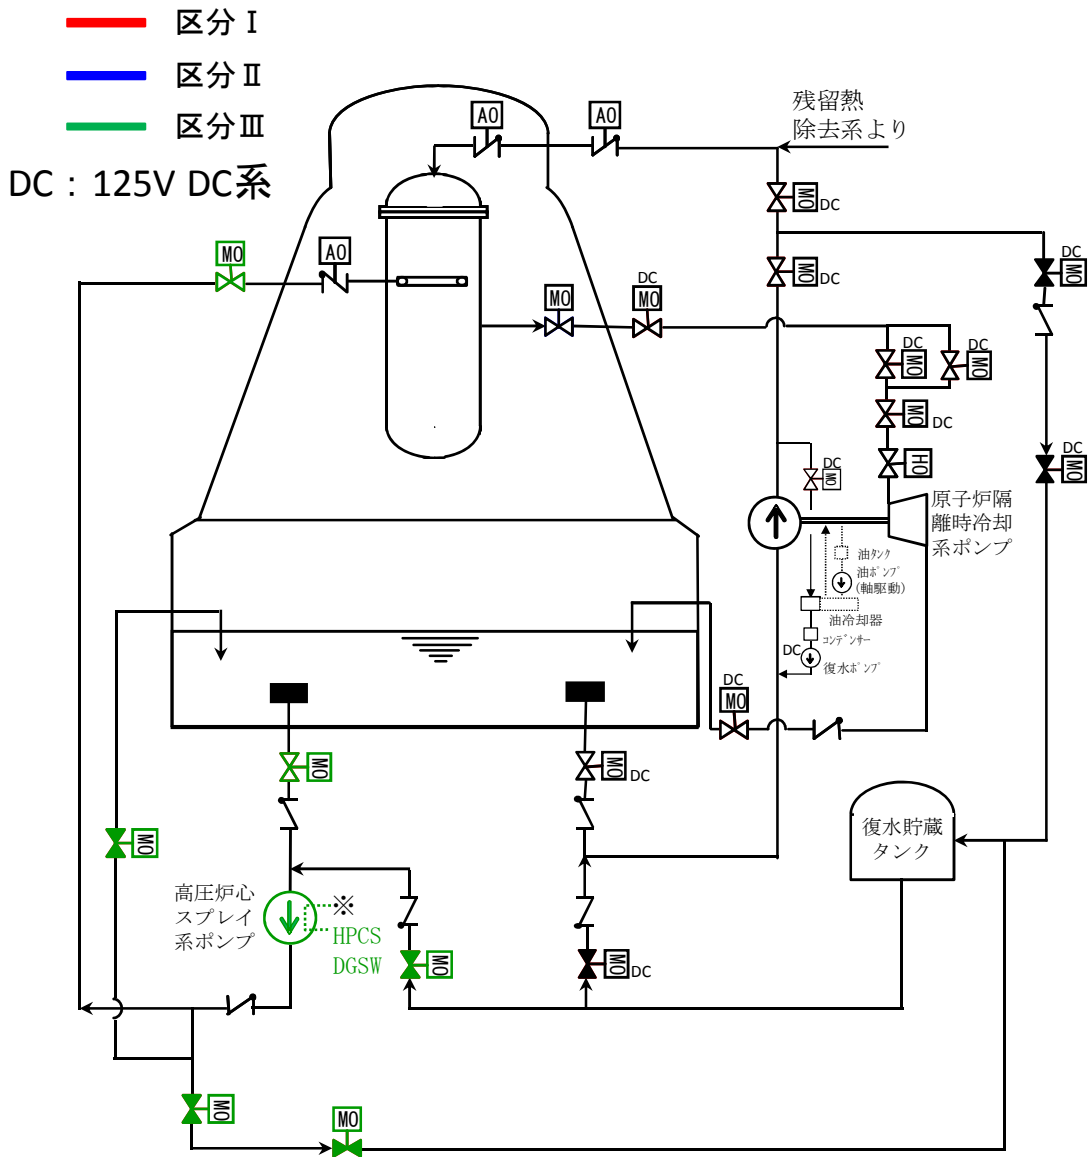 区分Ⅰ
区分Ⅱ
区分Ⅲ
DC：125V DC系
残留熱
除去系より
AO
AO
MO
DC
MO
AO
MO
DC
DC
MO
MO
DC
MO
DC
MO
DC
MO
MO
DC
HO
DC
MO
DC
MO
原子炉隔
離時冷却
系ポンプ
油タンク
油ポンプ
(軸駆動)
油冷却器
コンデンサー
DC
復水ポンプ
DC
MO
MO
MO
DC
MO
復水貯蔵
タンク
高圧炉心
スプレイ
系ポンプ
※
HPCS
DGSW
MO
MO
DC
MO
MO